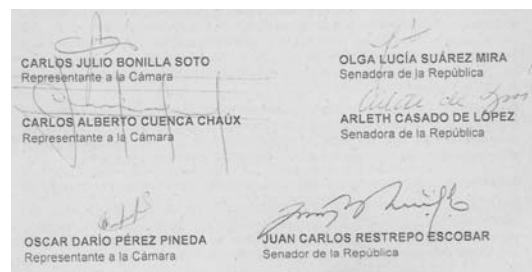 CARLOS JULIO BONILLA SOTO
Representante a la Cámara
OLGA LUCÍA SUÁREZ MIRA
Senadora de la República
CARLOS ALBERTO CUENCA CHAÚX
Representante a la Cámara
ARLETH CASADO DE LÓPEZ
Senadora de la República
OSCAR DARÍO PÉREZ PINEDA
Representante a la Cámara
JUAN CARLOS RESTREPO ESCOBAR
Senador de la República